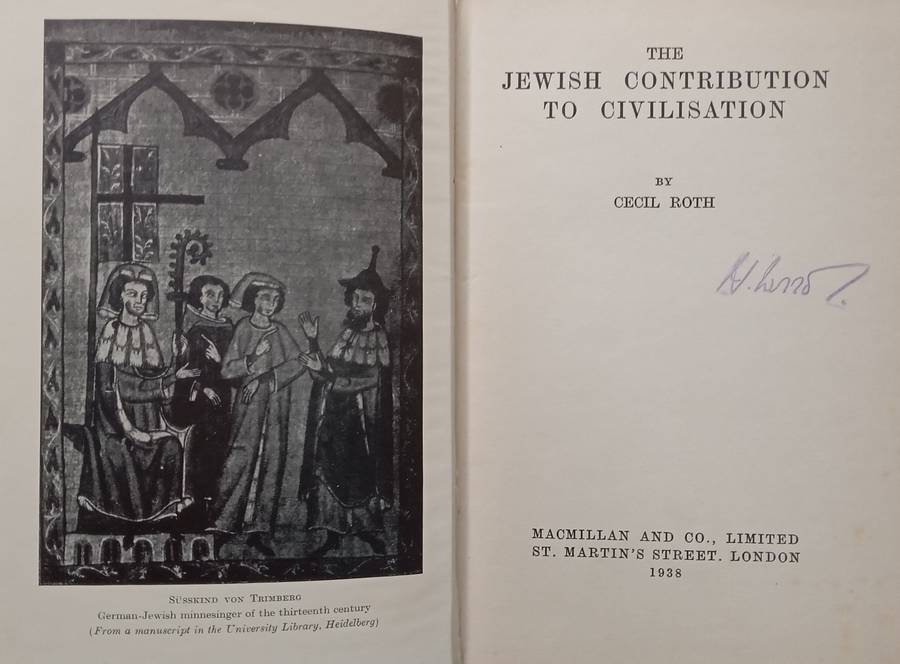 SÜSSKIND VON TRIMBERG
German-Jewish minnesinger of the thirteenth century
(From a manuscript in the University Library, Heidelberg)
THE
JEWISH CONTRIBUTION
TO CIVILISATION
BY
CECIL ROTH
MACMILLAN AND CO., LIMITED
ST. MARTIN'S STREET. LONDON
1938